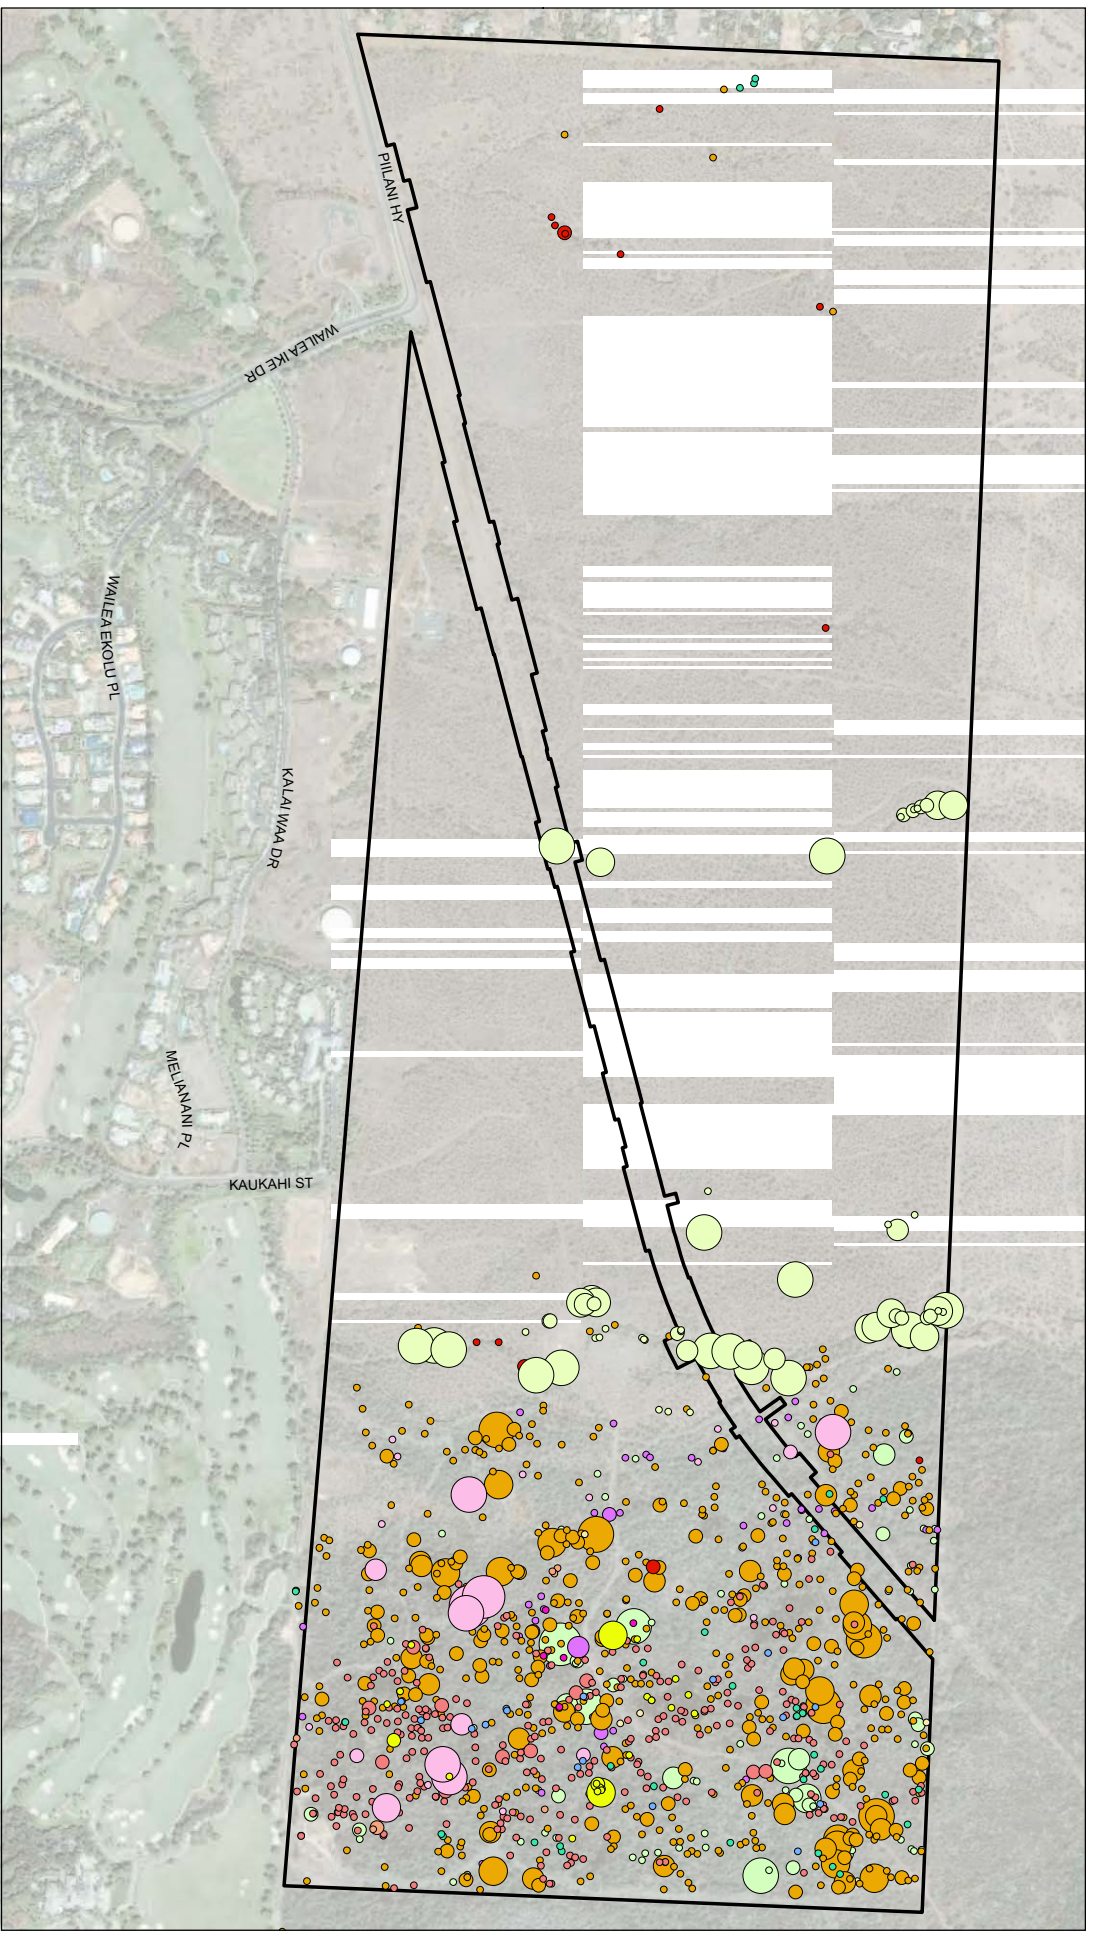 PIILANI HY
WAILEA IKE DR
WAILEA EKOLU PL
KALAI WAA DR
MELIANANI PL
KAUKAHI ST